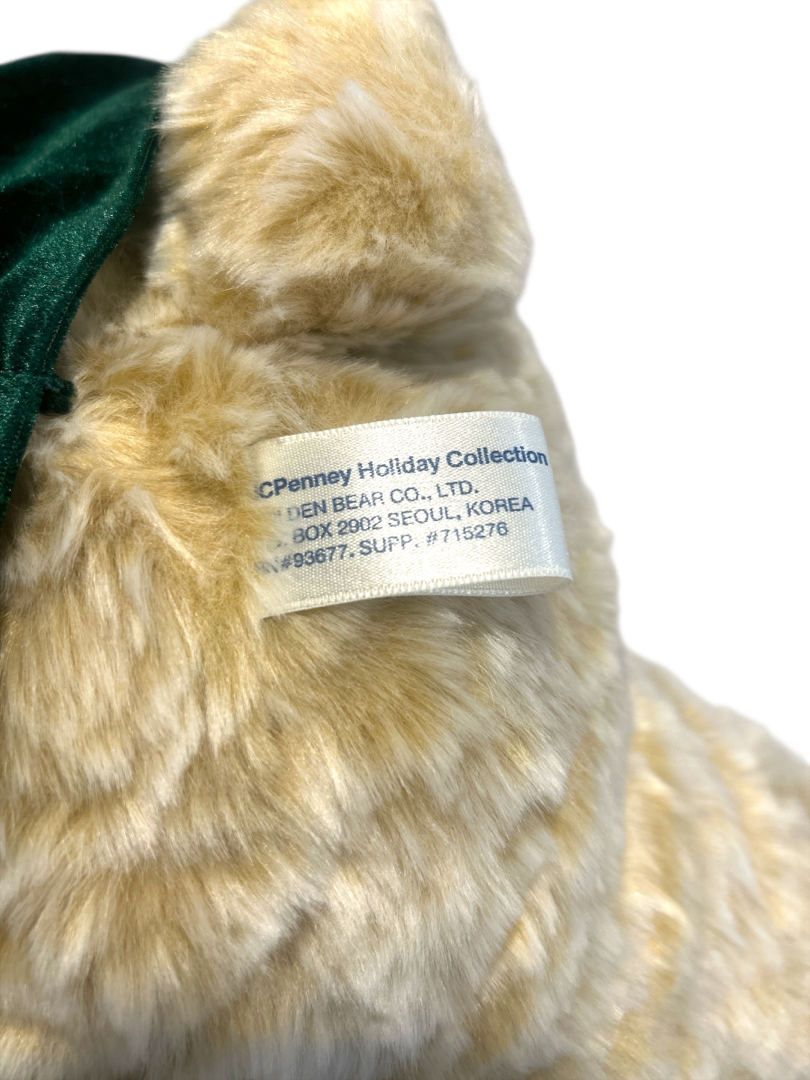 CPenney Holiday Collection
DEN BEAR CO., LTD.
BOX 2902 SEOUL, KOREA
#93677. SUPP. #715276